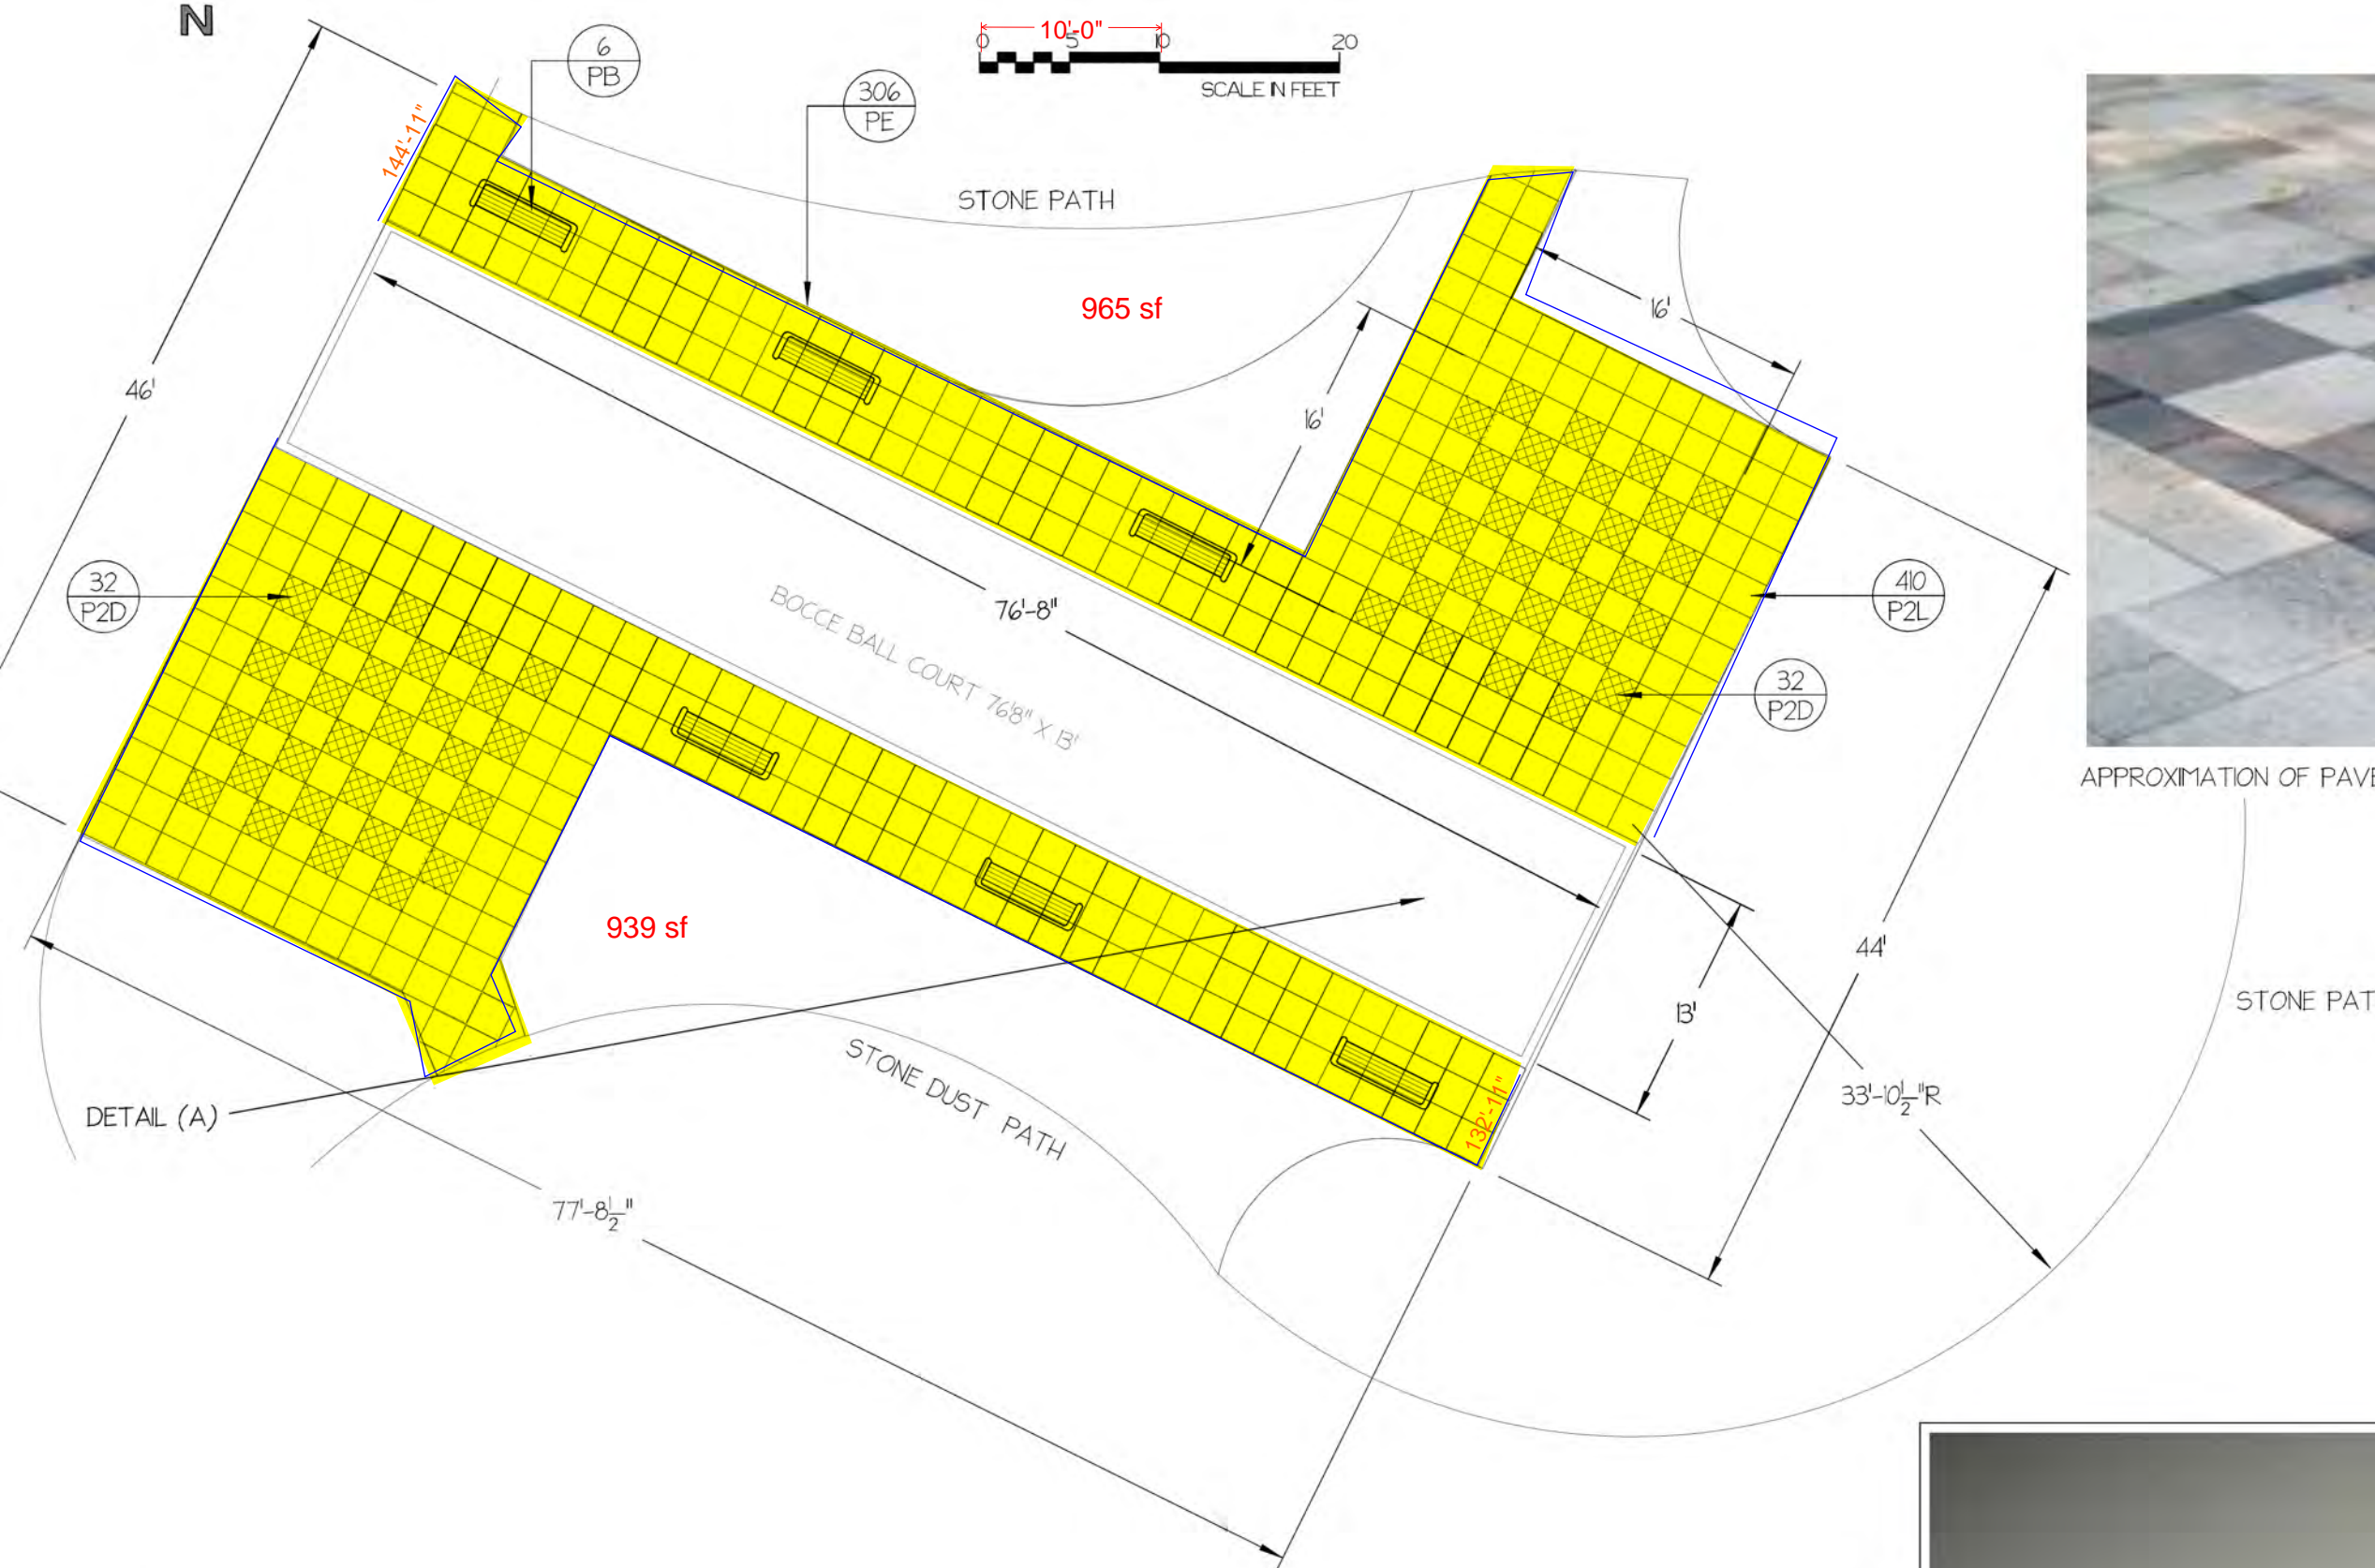 N
6
PB
0
10'-0"
5
10
20
SCALE IN FEET
306
PE
144'-11"
STONE PATH
965 sf
16'
16'
46'
32
P2D
76'-8"
BOCCE BALL COURT 76'8" X 13'
410
P2L
32
P2D
APPROXIMATION OF PAVE
939 sf
44'
13'
STONE PAT
33'-10½"R
STONE DUST PATH
132'-11"
DETAIL (A)
77'-8½"